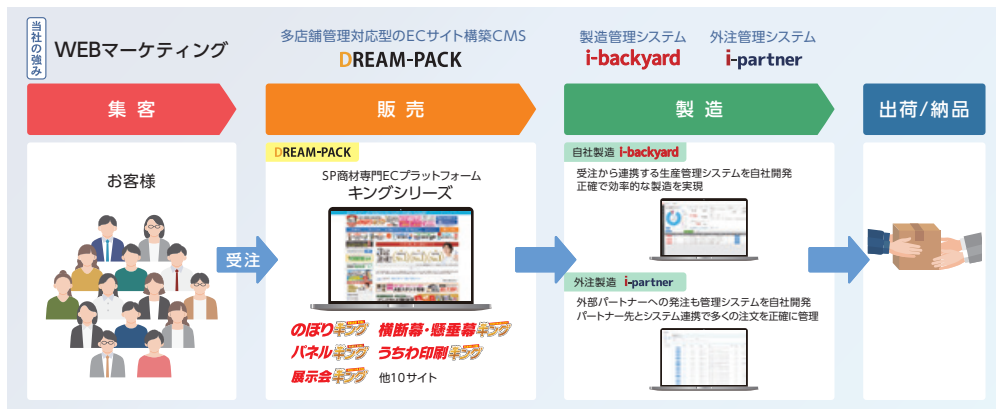 当社の強み
WEBマーケティング
多店舗管理対応型のECサイト構築CMS
DREAM-PACK
製造管理システム
i-backyard
外注管理システム
i-partner
集客
販売
製造
出荷/納品
お客様
受注
DREAM-PACK
SP商材専門ECプラットフォーム
キングシリーズ
のぼりキング
横断幕・懸垂幕キング
パネルキング
うちわ印刷キング
展示会キング
他10サイト
自社製造 i-backyard
受注から連携する生産管理システムを自社開発
正確で効率的な製造を実現
外注製造 i-partner
外部パートナーへの発注も管理システムを自社開発
パートナー先とシステム連携で多くの注文を正確に管理